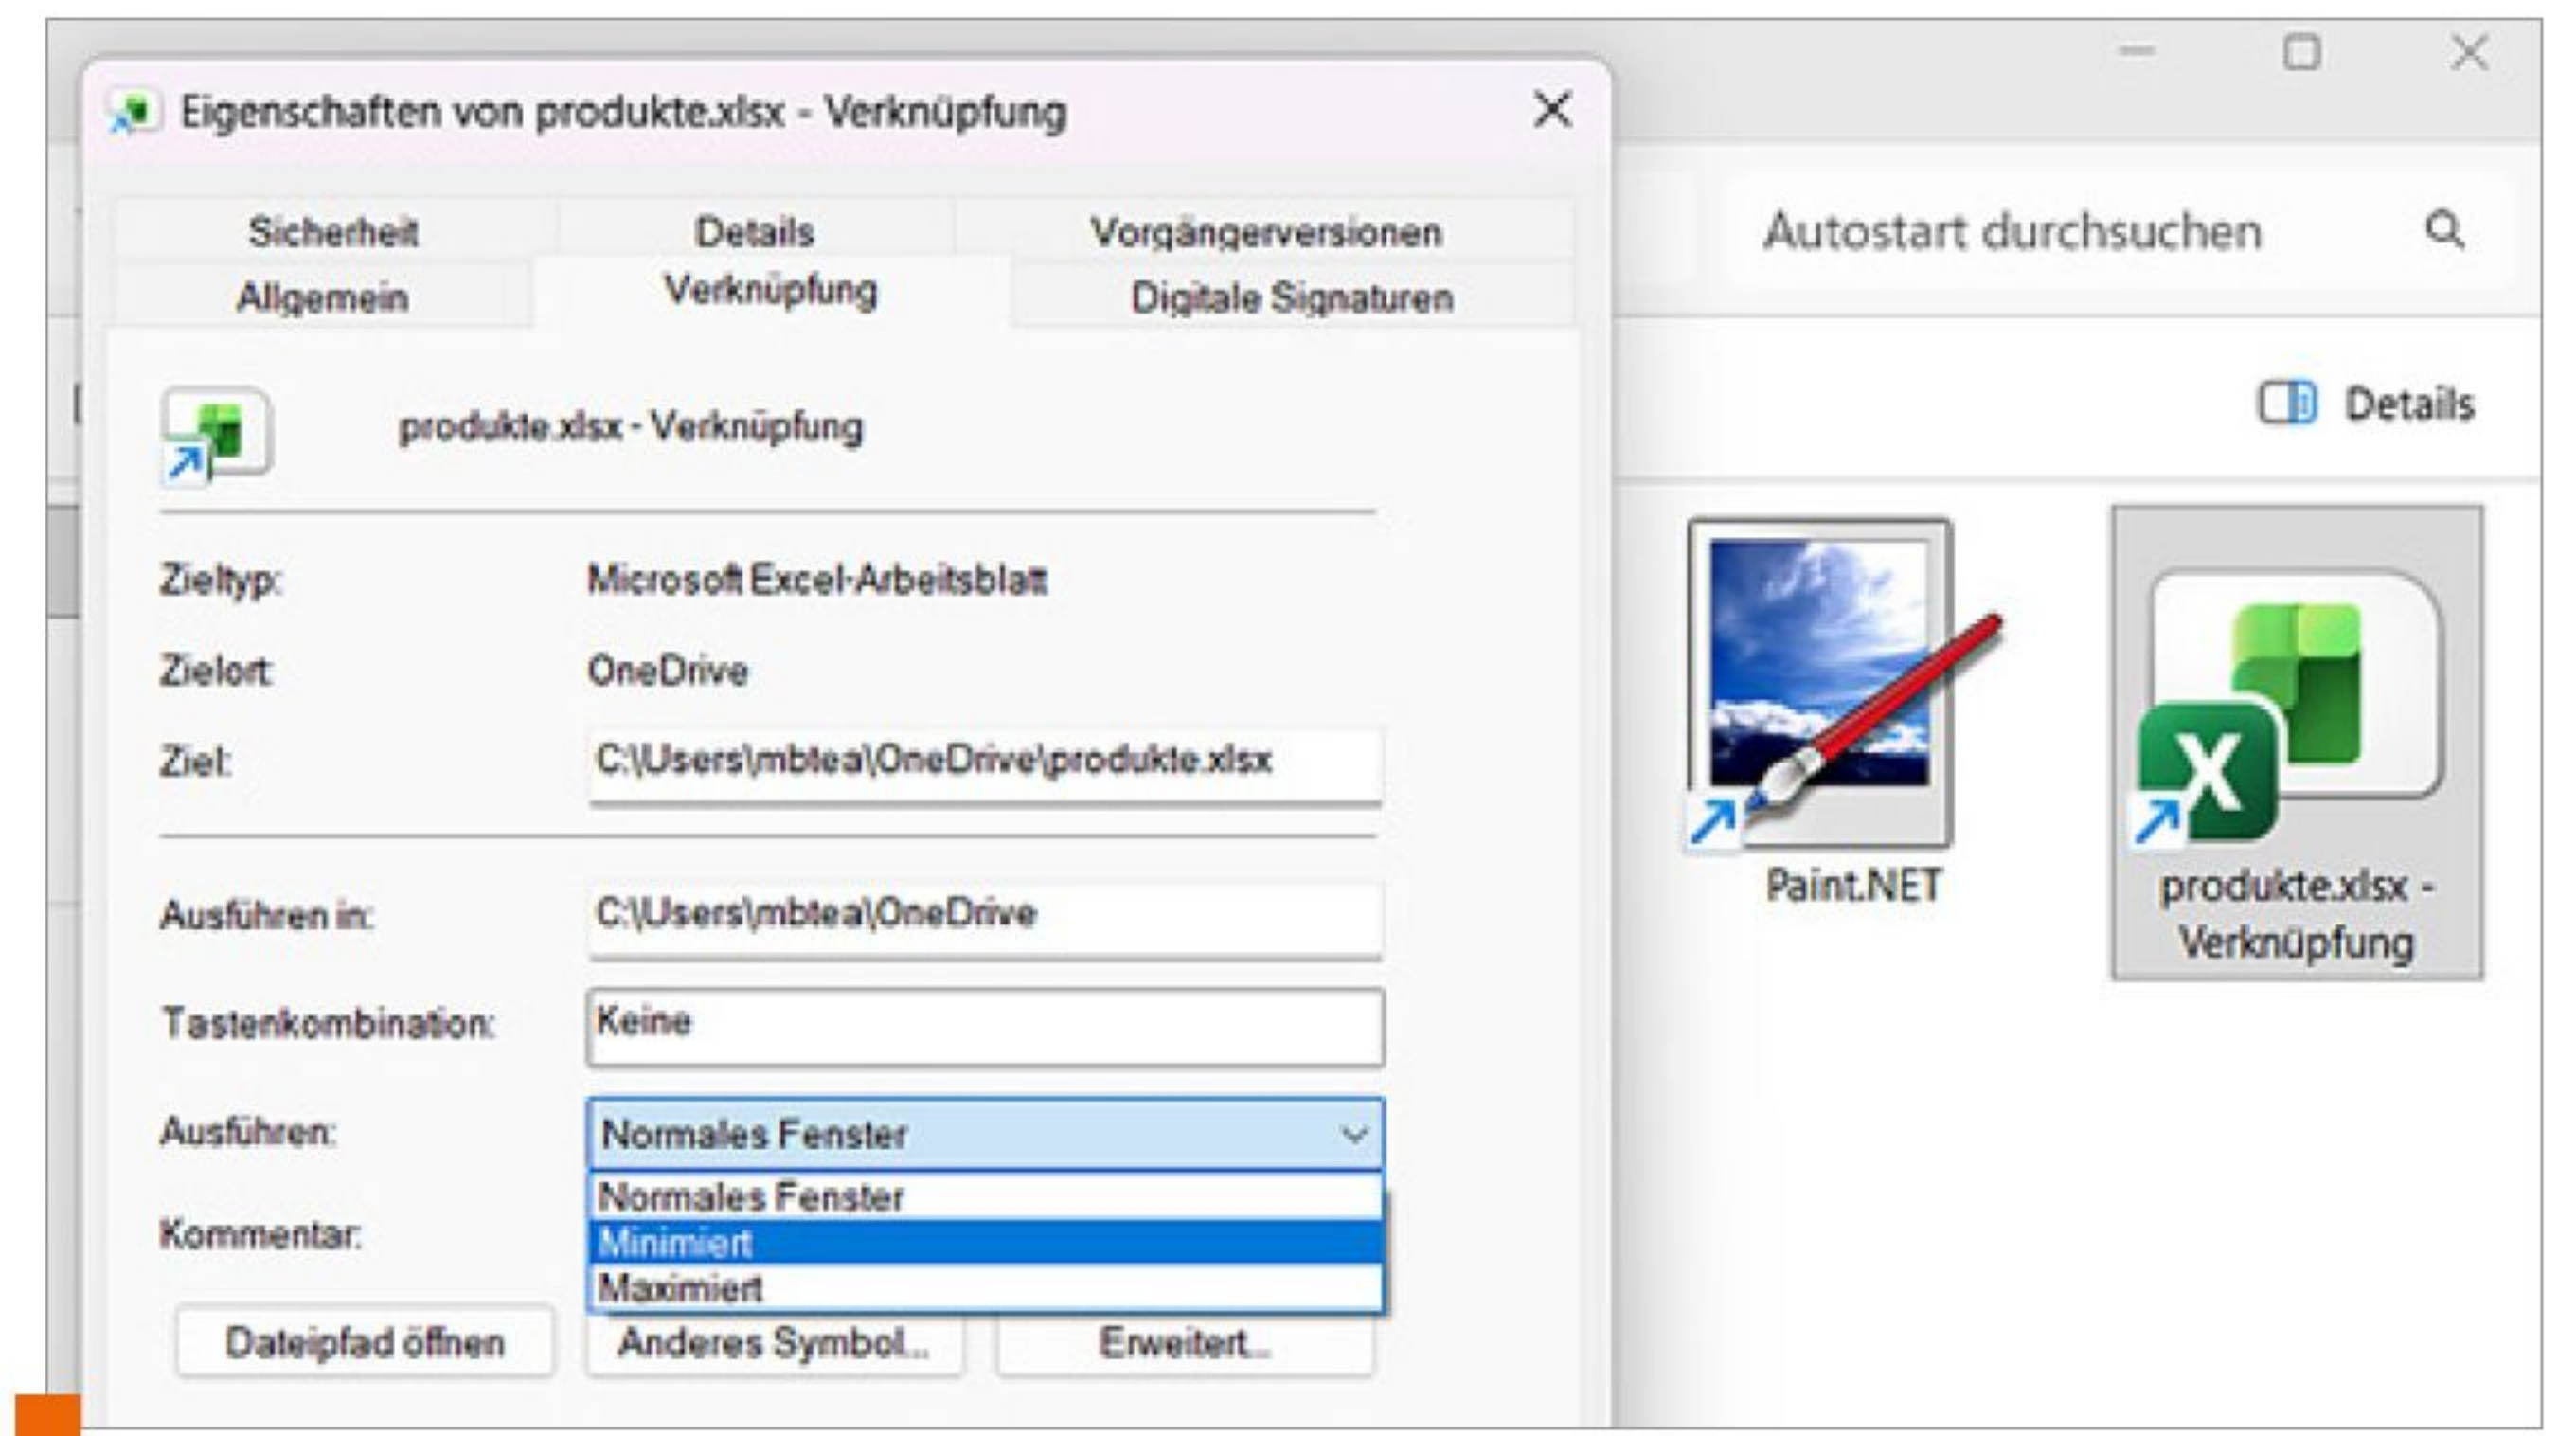 Eigenschaften von produkte.xlsx - Verknüpfung
Sicherheit Details Vorgängerversionen
Allgemein Verknüpfung Digitale Signaturen
produkte.xlsx - Verknüpfung
Zieltyp: Microsoft Excel-Arbeitsblatt
Zielort: OneDrive
Ziel: C:\Users\mbtea\OneDrive\produkte.xlsx
Ausführen in: C:\Users\mbtea\OneDrive
Tastenkombination: Keine
Ausführen: Normales Fenster
Normales Fenster
Minimiert
Maximiert
Kommentar:
Dateipfad öffnen Anderes Symbol... Erweitert...
Autostart durchsuchen
Details
Paint.NET
X
produkte.xlsx -
Verknüpfung